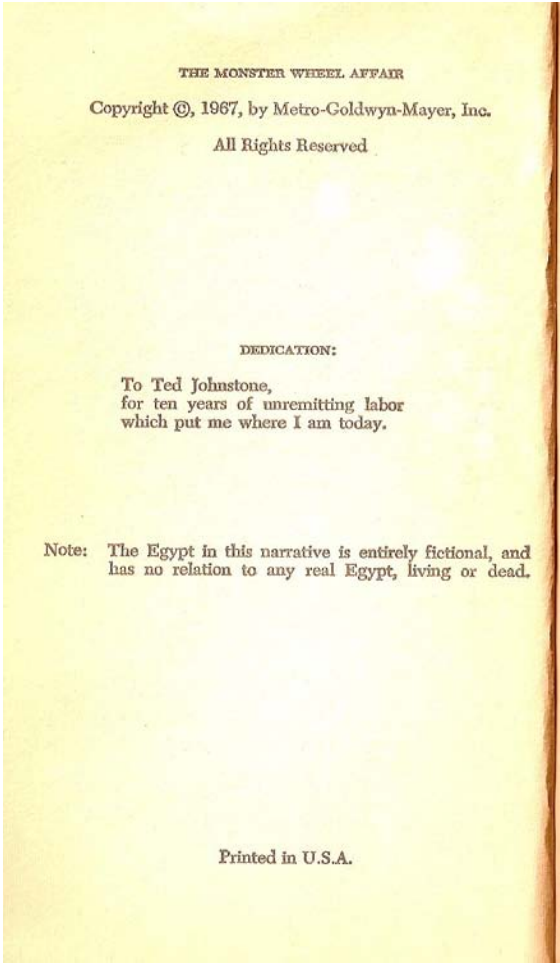 THE MONSTER WHEEL AFFAIR
Copyright ©, 1967, by Metro-Goldwyn-Mayer, Inc.
All Rights Reserved
DEDICATION:
To Ted Johnstone,
for ten years of unremitting labor
which put me where I am today.
Note: The Egypt in this narrative is entirely fictional, and
has no relation to any real Egypt, living or dead.
Printed in U.S.A.